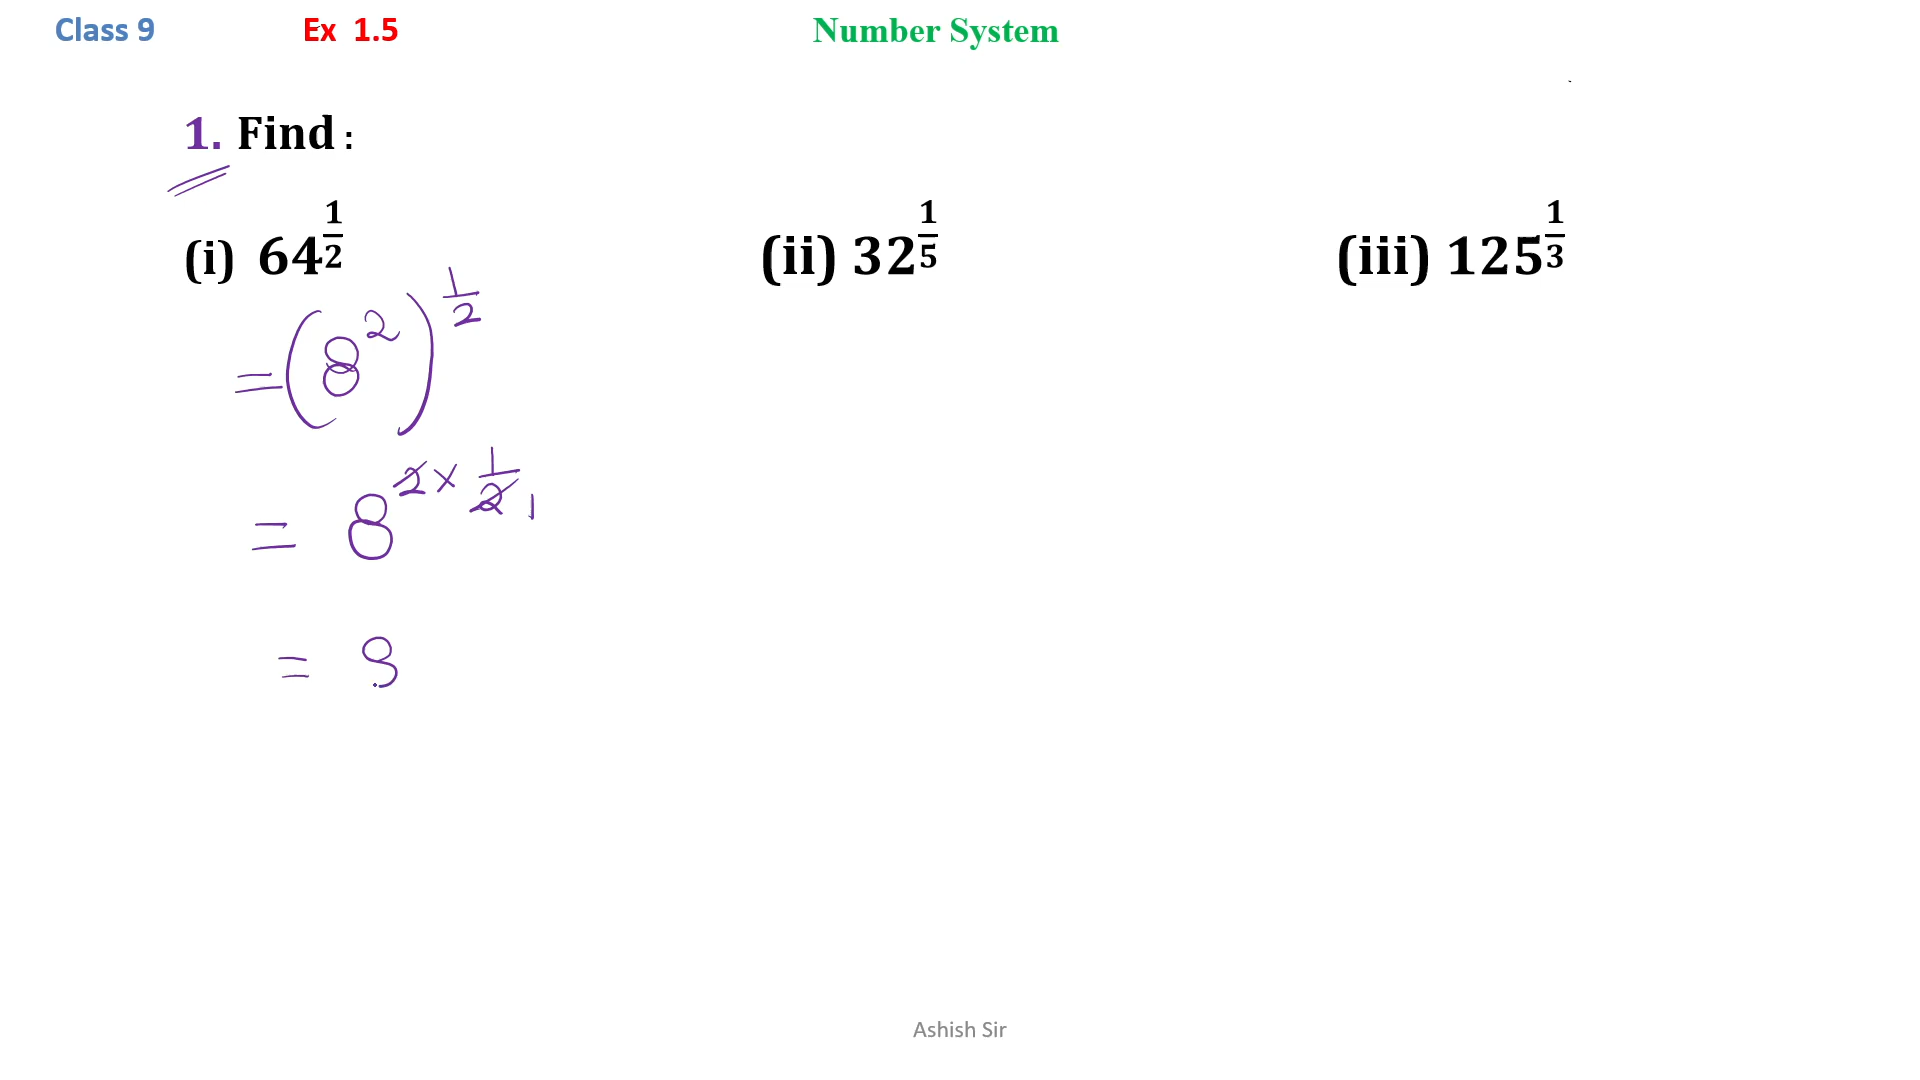 Class 9 Ex 1.5 Number System
1. Find :
(i) 64^(1/2) (ii) 32^(1/5) (iii) 125^(1/3)
= (8^2)^(1/2)
= 8^(2 × 1/2) 1
= 8
Ashish Sir